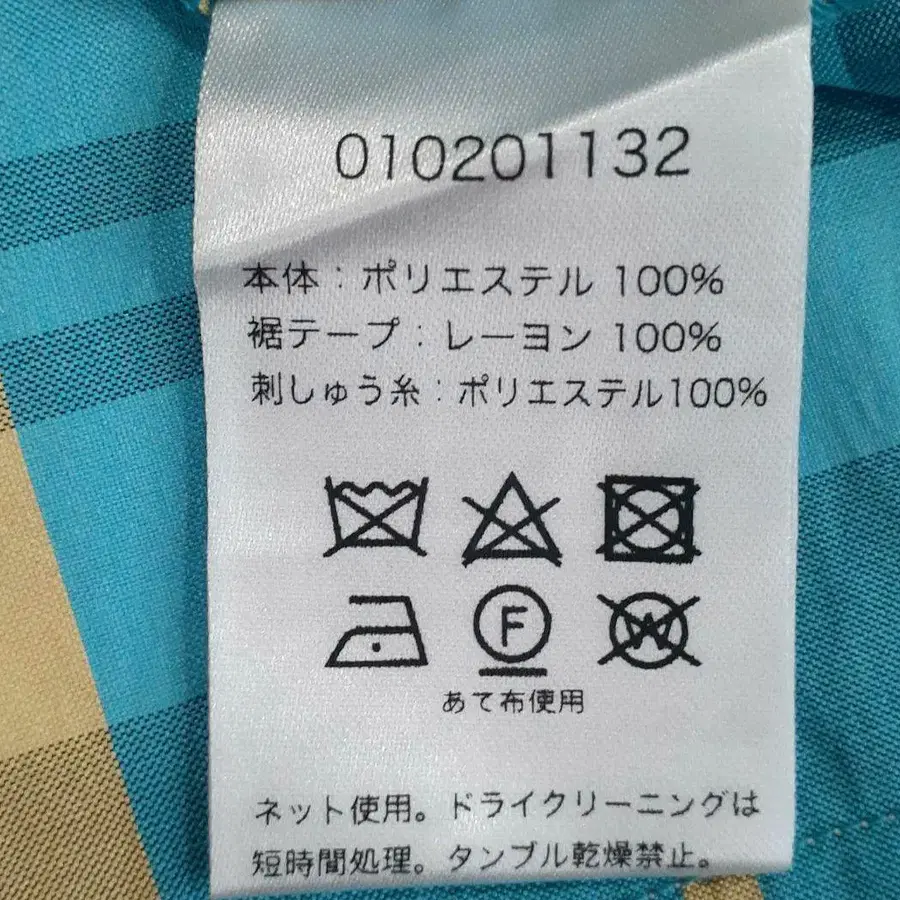 010201132
本体：ポリエステル 100%
裾テープ：レーヨン 100%
刺しゅう糸：ポリエステル100%
F W
あて布使用
ネット使用。ドライクリーニングは
短時間処理。タンブル乾燥禁止。